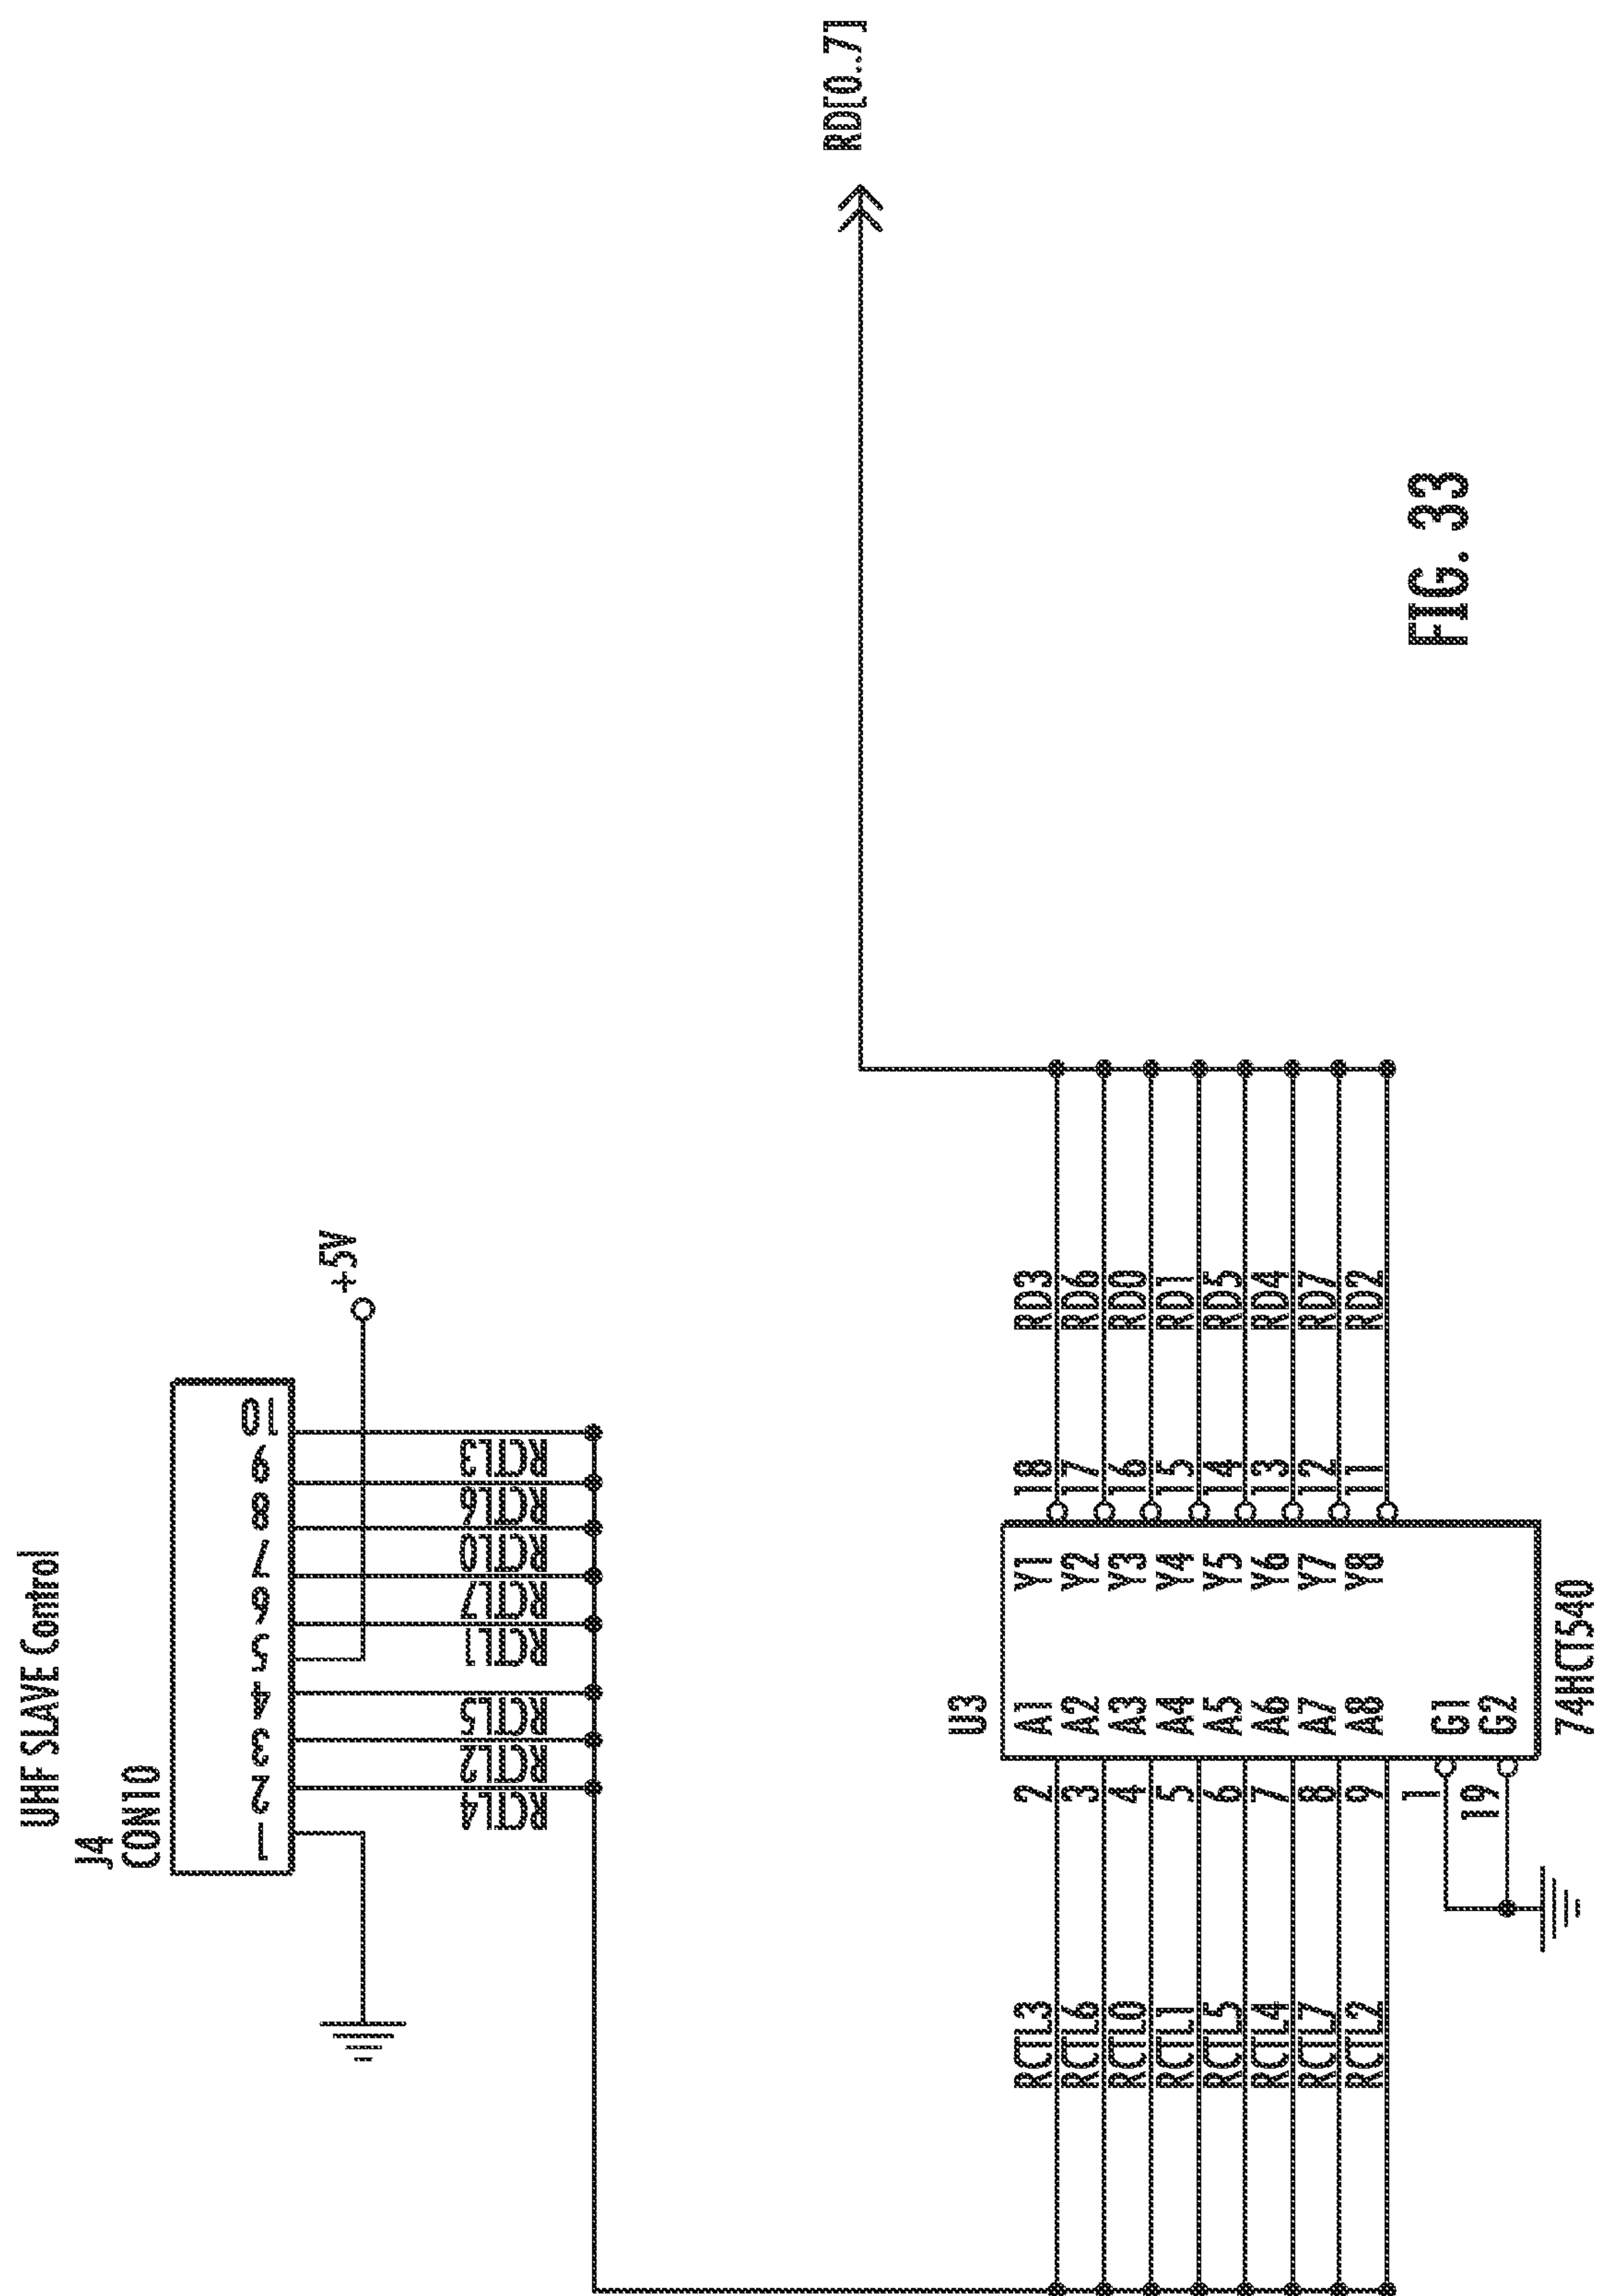 UHF SLAVE Control
J4
CON10
1
2
3
4
5
6
7
8
9
10
+5V
RCTL4
RCTL2
RCTL5
RCTL1
RCTL7
RCTL0
RCTL6
RCTL3
RD[0..7]
U3
RCTL3 2 A1 Y1 18 RD3
RCTL6 3 A2 Y2 17 RD6
RCTL0 4 A3 Y3 16 RD0
RCTL1 5 A4 Y4 15 RD1
RCTL5 6 A5 Y5 14 RD5
RCTL4 7 A6 Y6 13 RD4
RCTL7 8 A7 Y7 12 RD7
RCTL2 9 A8 Y8 11 RD2
1 G1
19 G2
74HCT540
FIG. 33